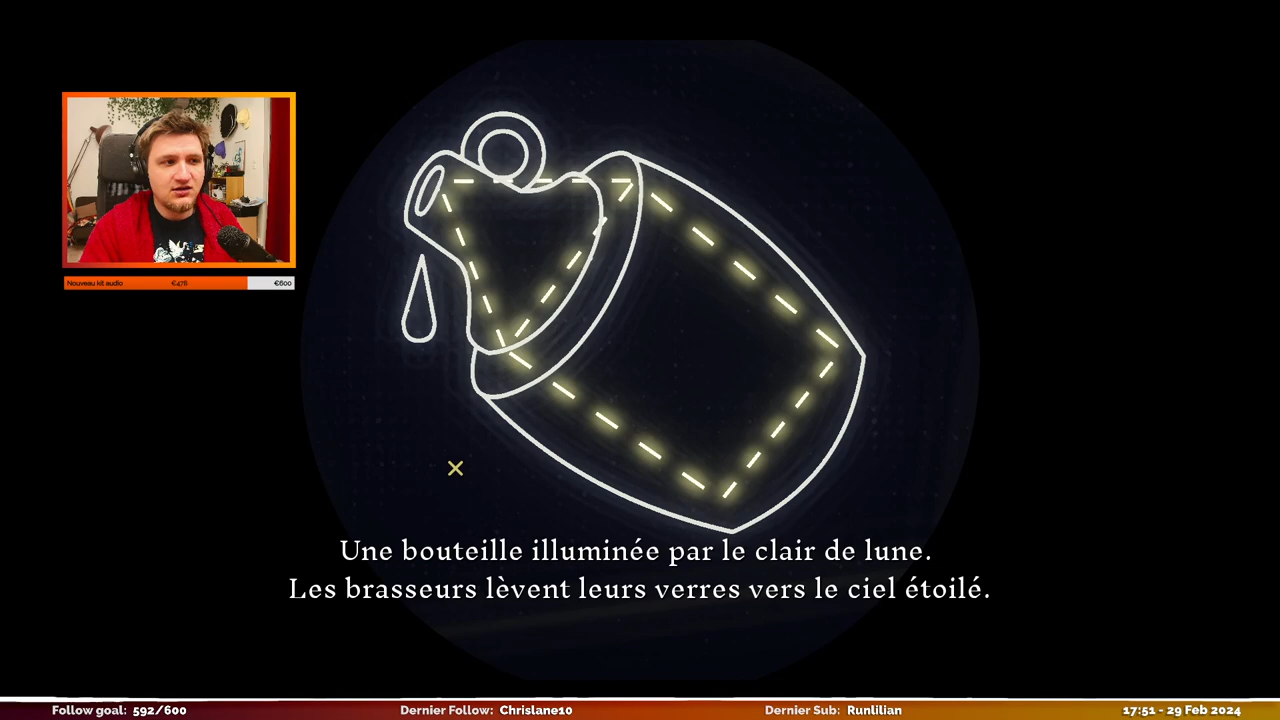 Nouveau kit audio €476 €600
Une bouteille illuminée par le clair de lune.
Les brasseurs lèvent leurs verres vers le ciel étoilé.
Follow goal: 592/600 Dernier Follow: Chrislane10 Dernier Sub: Runlilian 17:51 - 29 Feb 2024